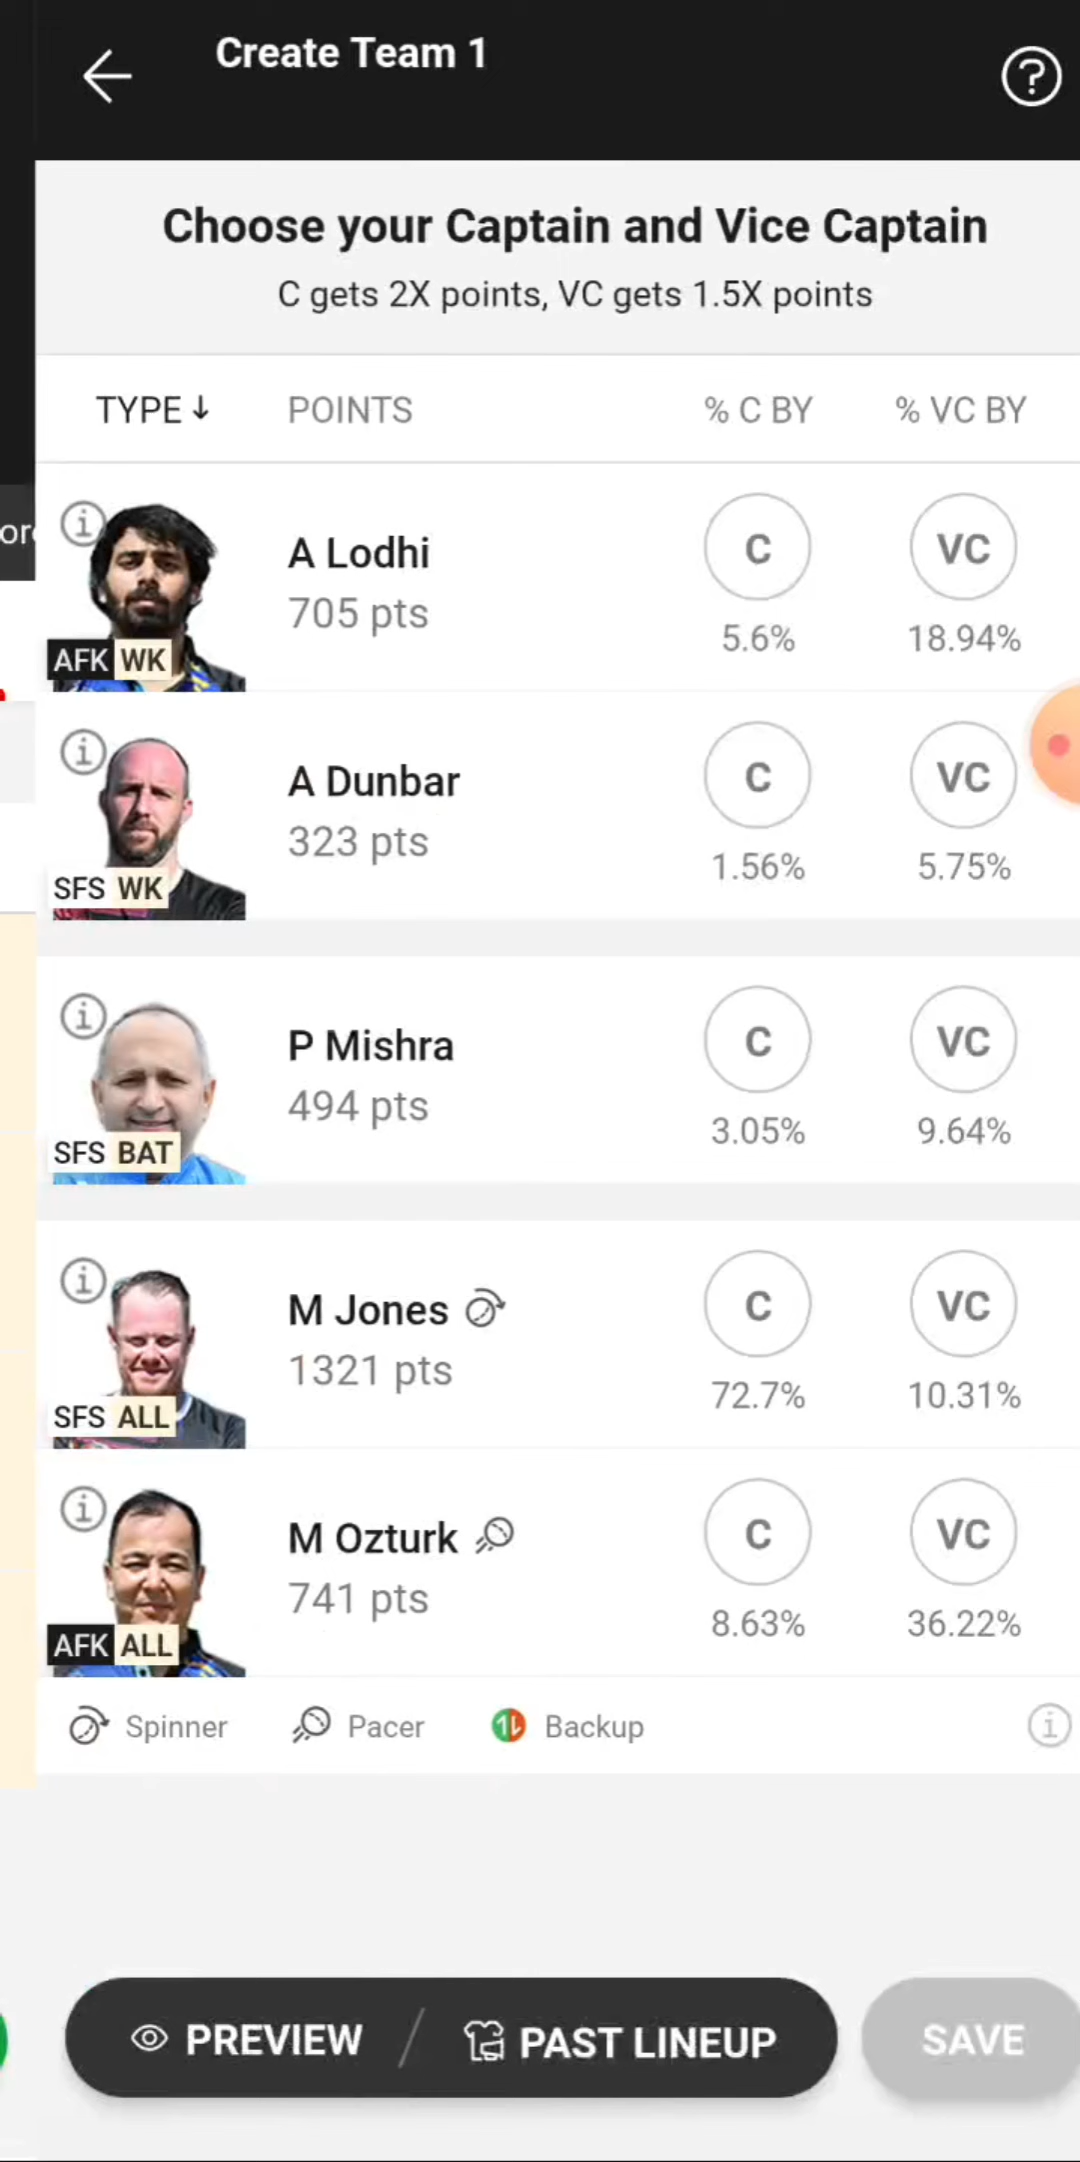 Create Team 1
?
Choose your Captain and Vice Captain
C gets 2X points, VC gets 1.5X points
TYPE↓ POINTS % C BY % VC BY
i A Lodhi C VC
705 pts 5.6% 18.94%
AFK WK
i A Dunbar C VC
323 pts 1.56% 5.75%
SFS WK
i P Mishra C VC
494 pts 3.05% 9.64%
SFS BAT
i M Jones C VC
1321 pts 72.7% 10.31%
SFS ALL
i M Ozturk C VC
741 pts 8.63% 36.22%
AFK ALL
Spinner Pacer Backup i
PREVIEW / PAST LINEUP SAVE